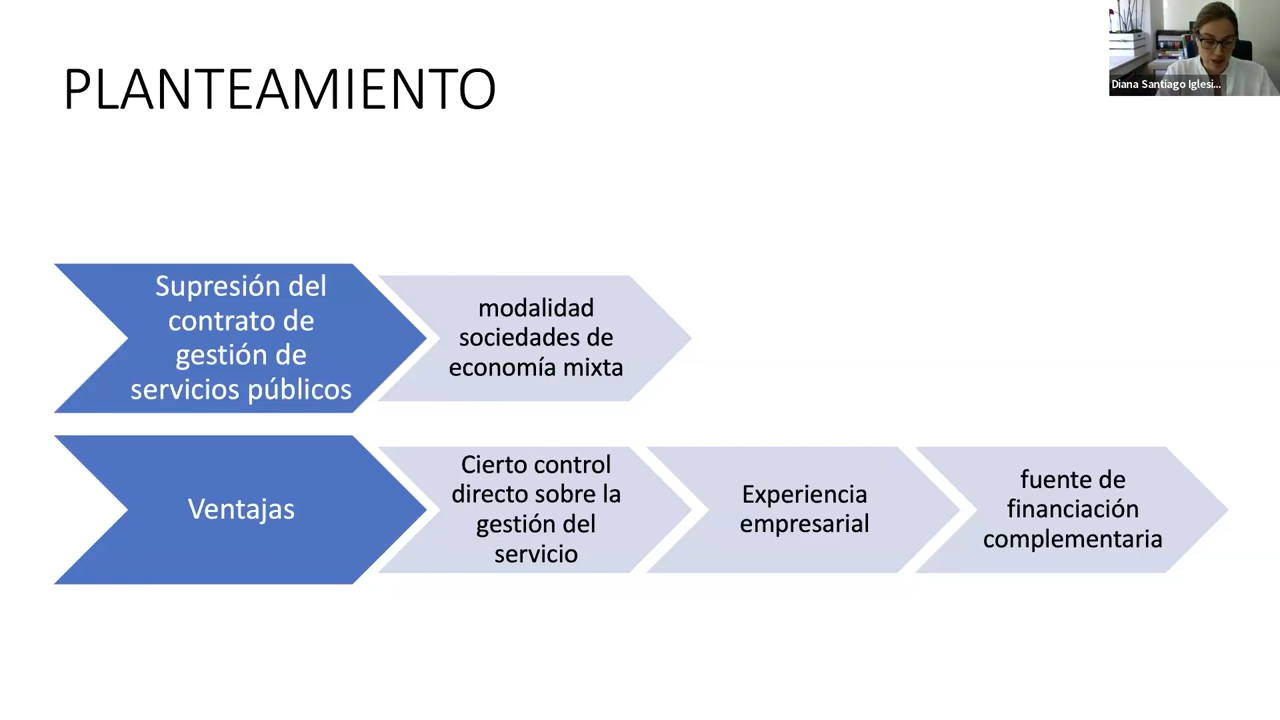 PLANTEAMIENTO
Diana Santiago Iglesi...
Supresión del
contrato de
gestión de
servicios públicos
modalidad
sociedades de
economía mixta
Ventajas
Cierto control
directo sobre la
gestión del
servicio
Experiencia
empresarial
fuente de
financiación
complementaria